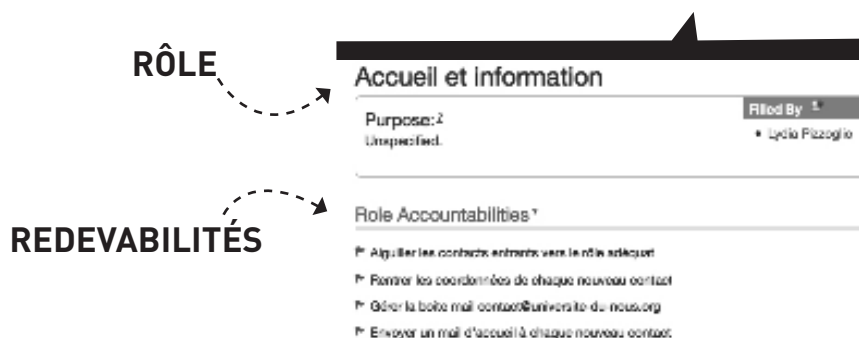 RÔLE
Accueil et information
Purpose:?
Unspecified.
Filled By
• Lydia Pizzoglio
REDEVABILITÉS
Role Accountabilities
Aiguiller les contacts entrants vers le rôle adéquat
Rentrer les coordonnées de chaque nouveau contact
Gérer la boite mail contact@universite-du-nous.org
Envoyer un mail d'accueil à chaque nouveau contact